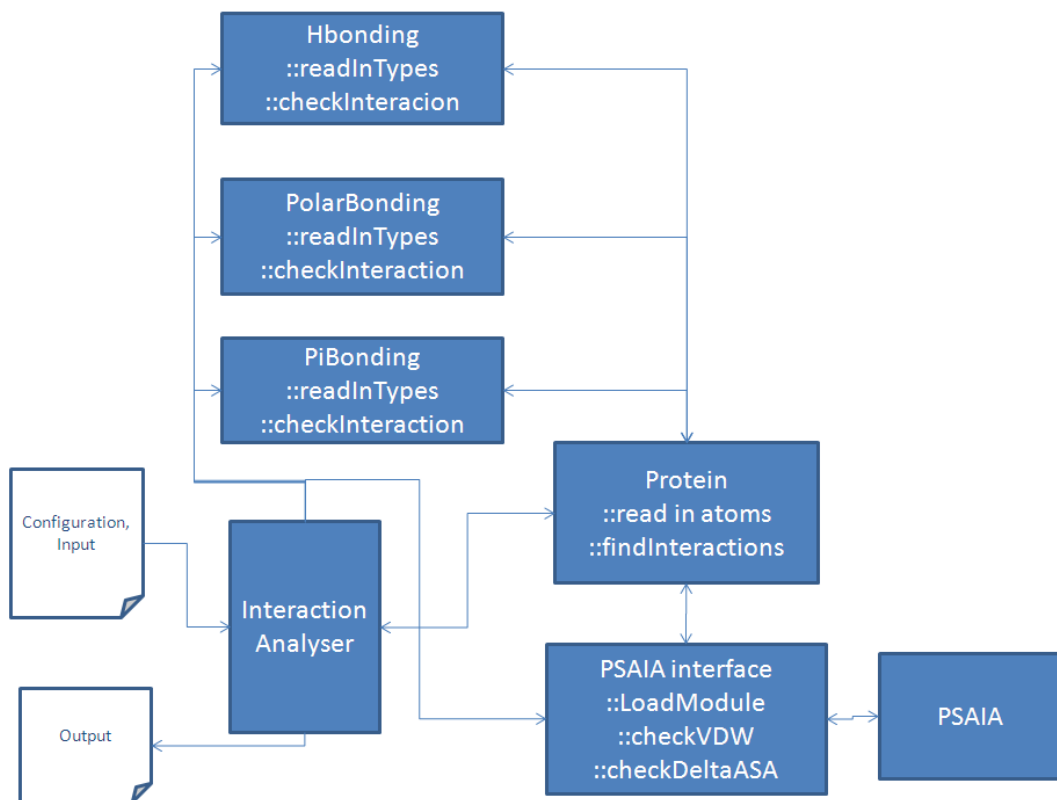 Hbonding
::readInTypes
::checkInteracion
PolarBonding
::readInTypes
::checkInteraction
PiBonding
::readInTypes
::checkInteraction
Configuration,
Input
Interaction
Analyser
Output
Protein
::read in atoms
::findInteractions
PSAIA interface
::LoadModule
::checkVDW
::checkDeltaASA
PSAIA